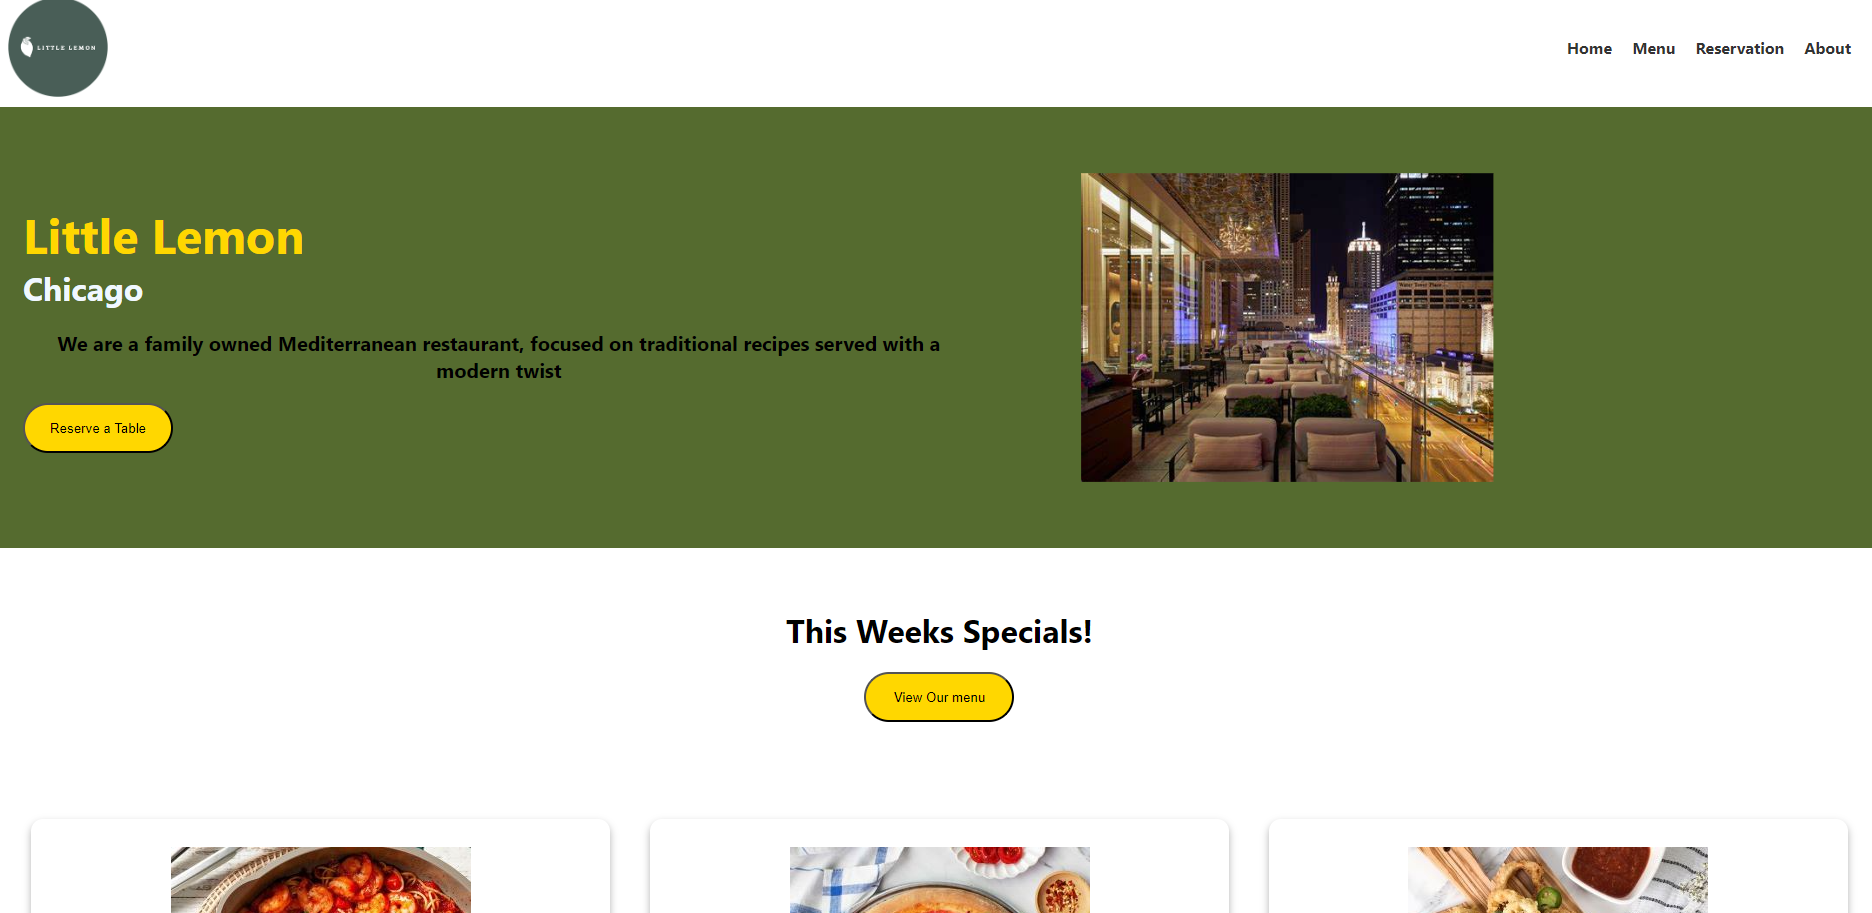 LITTLE LEMON
Home Menu Reservation About
Little Lemon
Chicago
We are a family owned Mediterranean restaurant, focused on traditional recipes served with a
modern twist
Reserve a Table
This Weeks Specials!
View Our menu